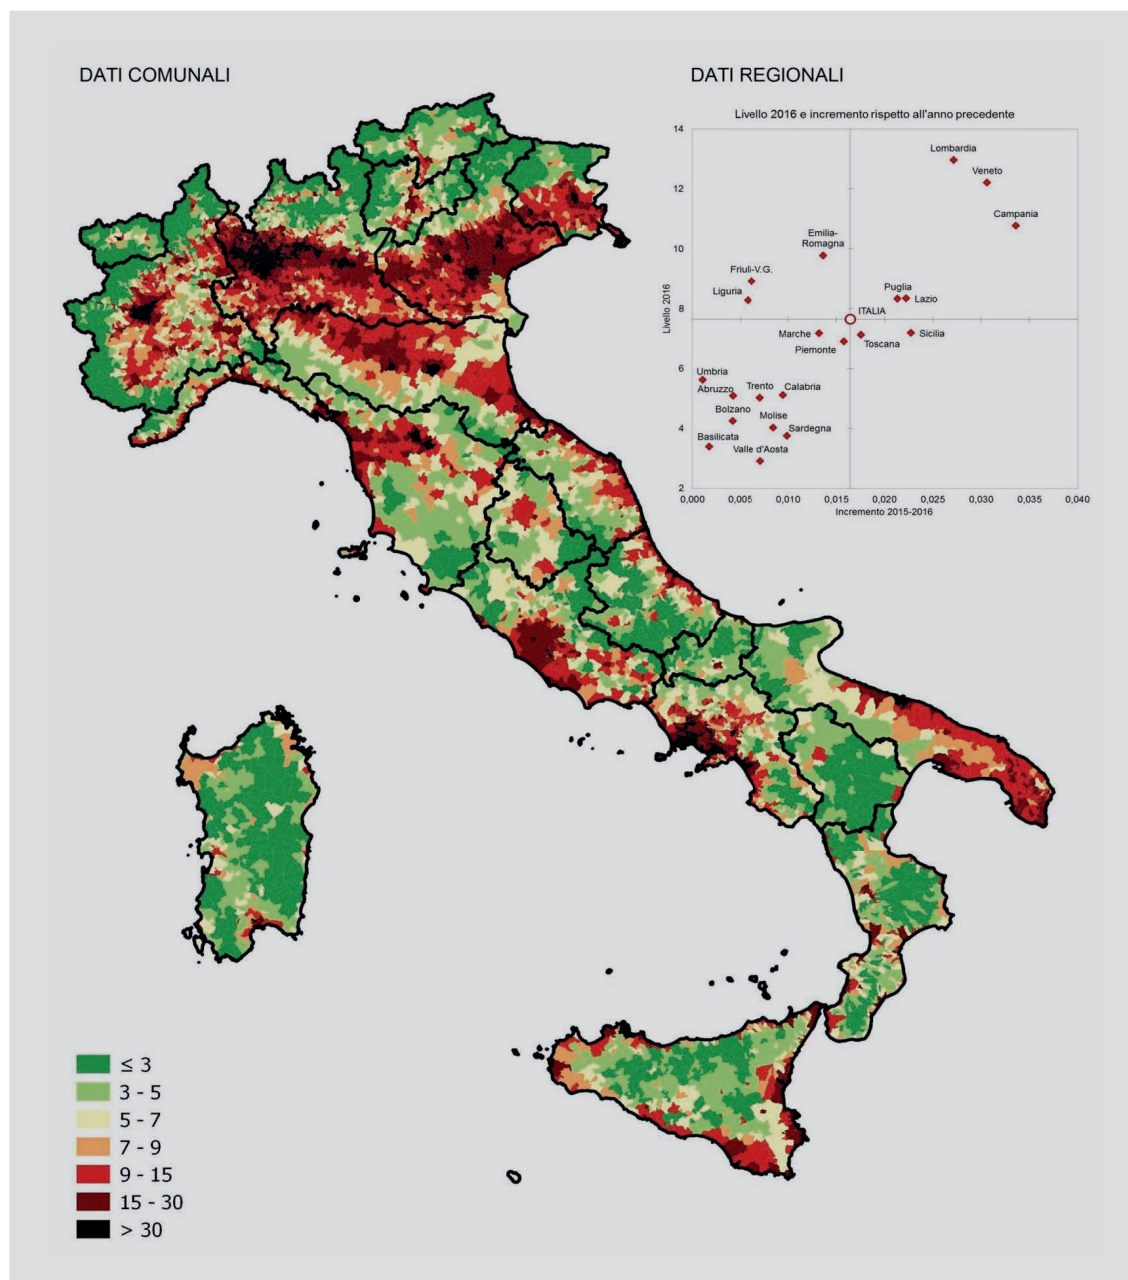 DATI COMUNALI
DATI REGIONALI
Livello 2016 e incremento rispetto all'anno precedente
14
12
10
8
6
4
2
Livello 2016
Lombardia
Veneto
Campania
Emilia-
Romagna
Friuli-V.G.
Liguria
Puglia
Lazio
ITALIA
Marche
Piemonte
Toscana
Sicilia
Umbria
Abruzzo
Trento
Calabria
Bolzano
Molise
Sardegna
Basilicata
Valle d'Aosta
0,000
0,005
0,010
0,015
0,020
0,025
0,030
0,035
0,040
Incremento 2015-2016
≤ 3
3 - 5
5 - 7
7 - 9
9 - 15
15 - 30
> 30